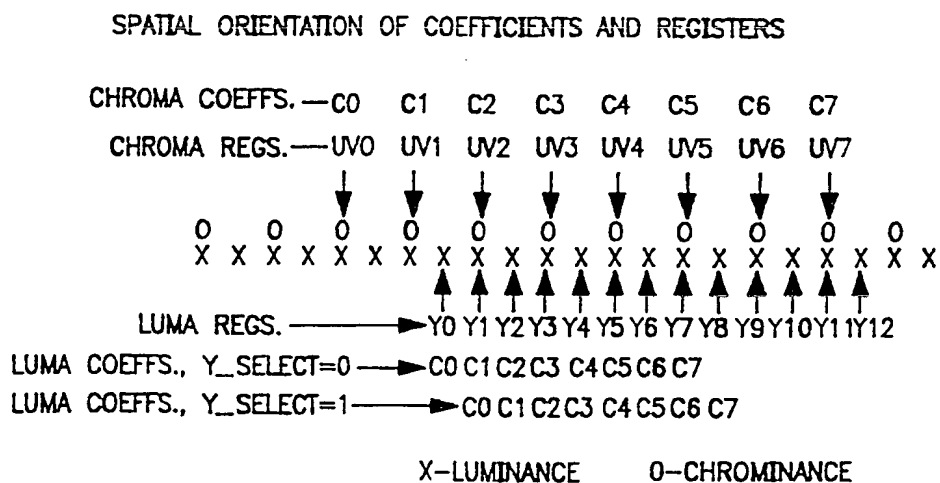 SPATIAL ORIENTATION OF COEFFICIENTS AND REGISTERS
CHROMA COEFFS. — C0 C1 C2 C3 C4 C5 C6 C7
CHROMA REGS. — UV0 UV1 UV2 UV3 UV4 UV5 UV6 UV7
O O O O O O O O O O O
X X X X X X X X X X X X X X X X X X X X X X
LUMA REGS. Y0 Y1 Y2 Y3 Y4 Y5 Y6 Y7 Y8 Y9 Y10 Y11 Y12
LUMA COEFFS., Y_SELECT=0 C0 C1 C2 C3 C4 C5 C6 C7
LUMA COEFFS., Y_SELECT=1 C0 C1 C2 C3 C4 C5 C6 C7
X-LUMINANCE O-CHROMINANCE